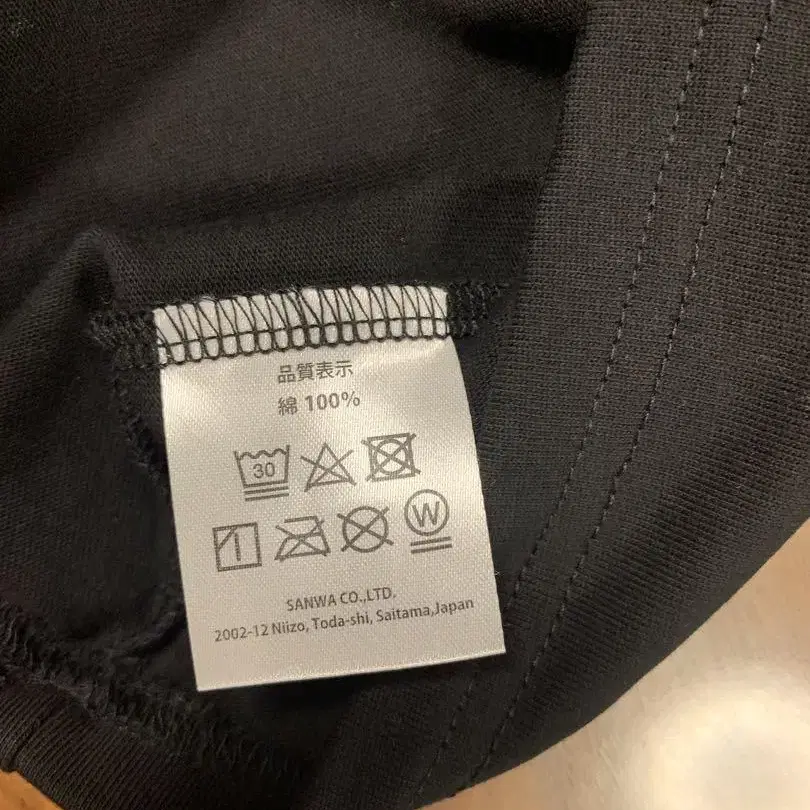 品質表示
綿 100%
30
W
SANWA CO.,LTD.
2002-12 Niizo, Toda-shi, Saitama,Japan